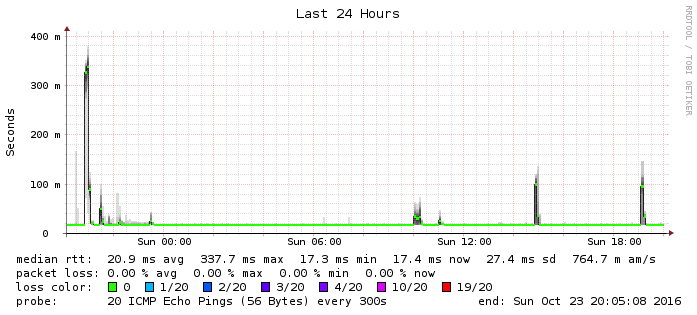 Last 24 Hours
RRDTOOL / TOBI OETIKER
400 m
300 m
200 m
100 m
0
Seconds
Sun 00:00 Sun 06:00 Sun 12:00 Sun 18:00
median rtt: 20.9 ms avg 337.7 ms max 17.3 ms min 17.4 ms now 27.4 ms sd 764.7 m am/s
packet loss: 0.00 % avg 0.00 % max 0.00 % min 0.00 % now
loss color: 0 1/20 2/20 3/20 4/20 10/20 19/20
probe: 20 ICMP Echo Pings (56 Bytes) every 300s end: Sun Oct 23 20:05:08 2016